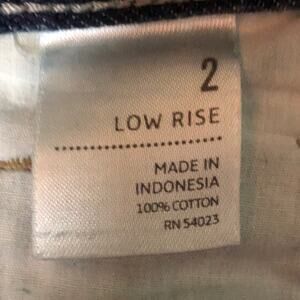 2
LOW RISE
MADE IN
INDONESIA
100% COTTON
RN 54023